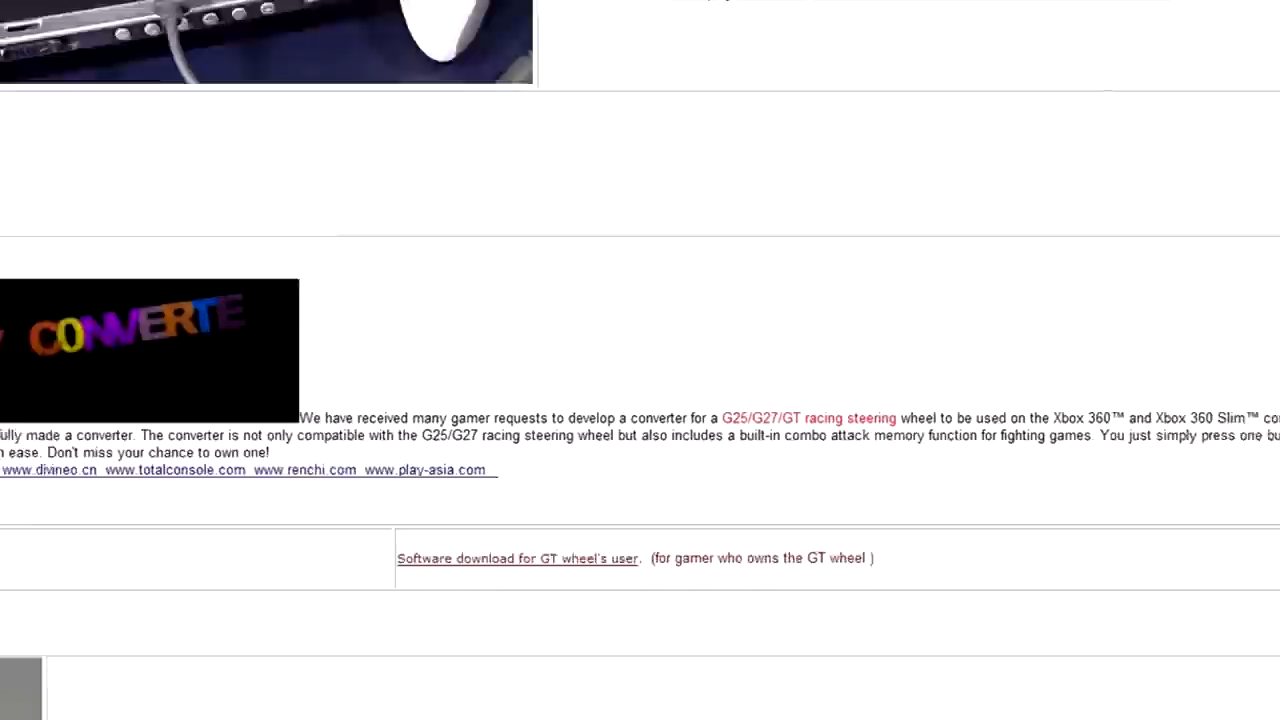 CONVERTE
We have received many gamer requests to develop a converter for a G25/G27/GT racing steering wheel to be used on the Xbox 360™ and Xbox 360 Slim™ co
fully made a converter. The converter is not only compatible with the G25/G27 racing steering wheel but also includes a built-in combo attack memory function for fighting games. You just simply press one bu
ease. Don't miss your chance to own one!
www.divineo.cn www.totalconsole.com www.renchi.com www.play-asia.com
Software download for GT wheel's user. (for gamer who owns the GT wheel )